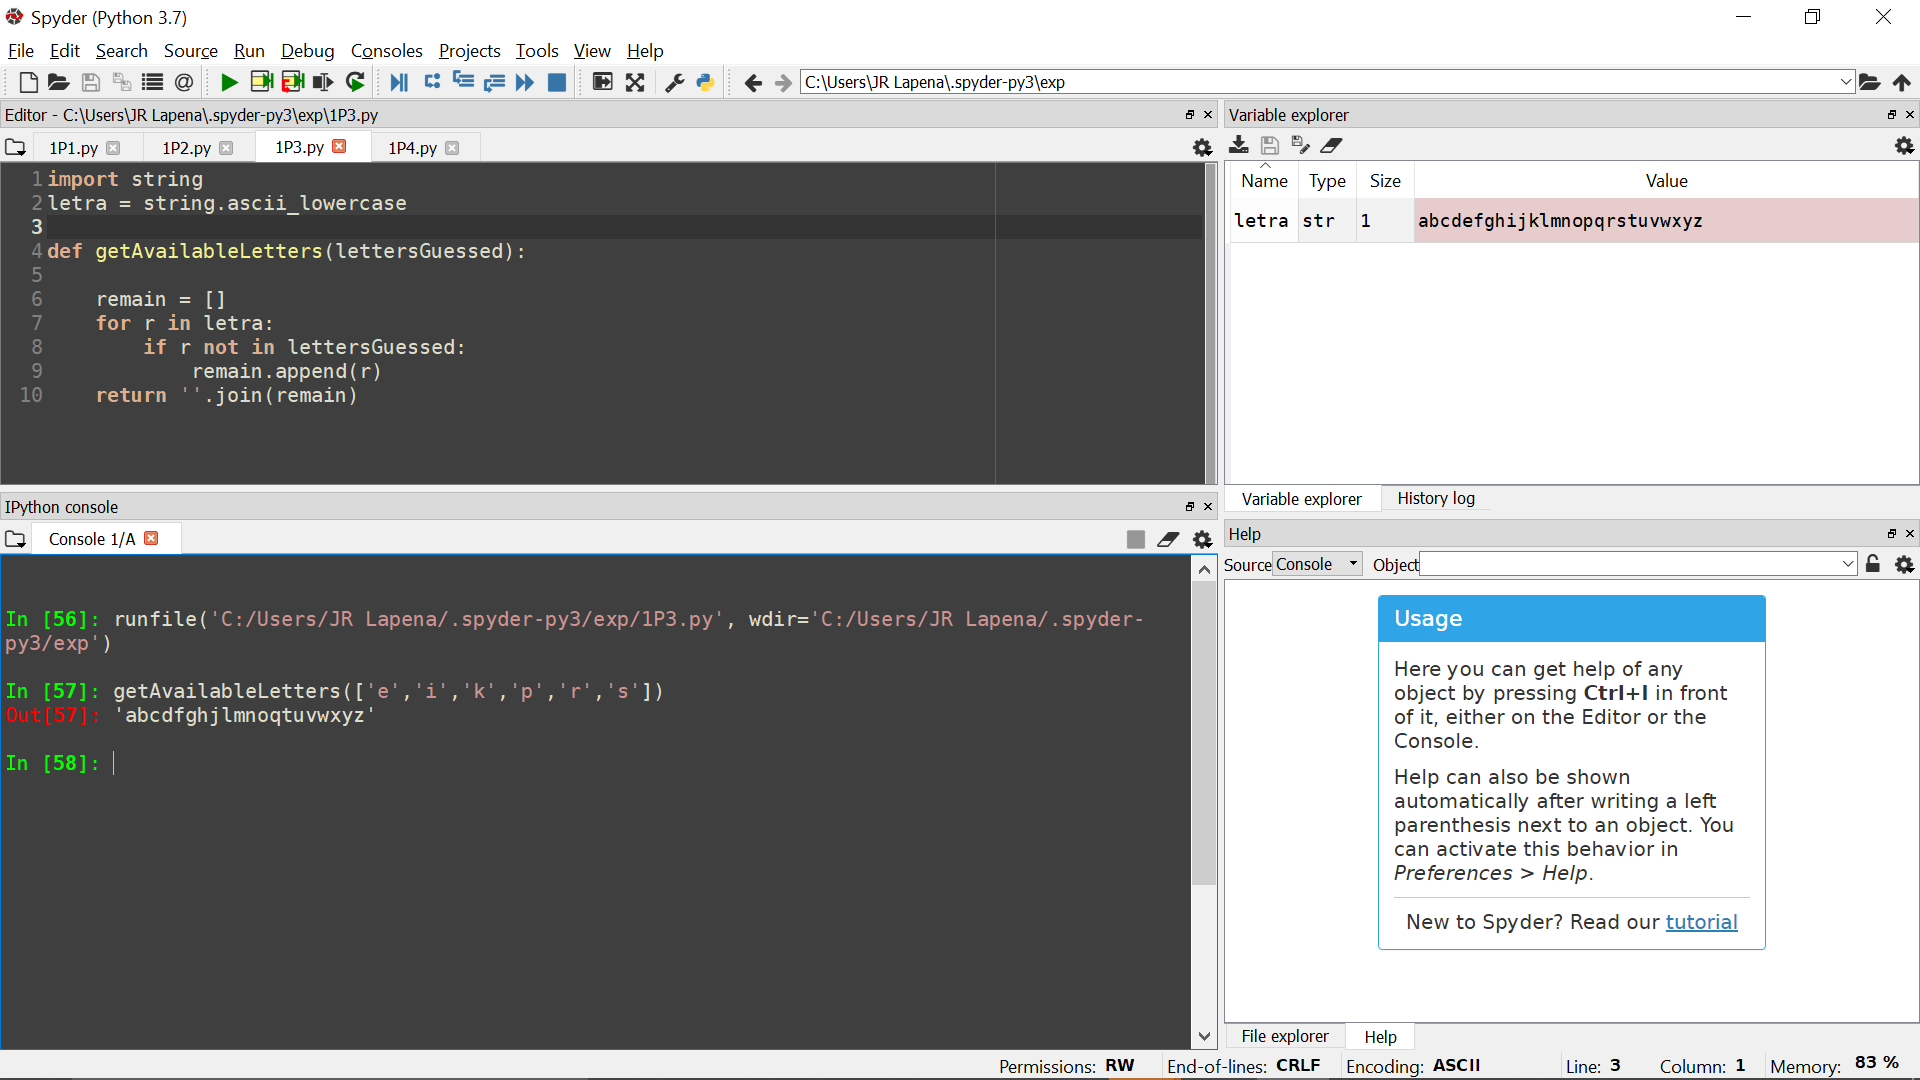 Spyder (Python 3.7)
File Edit Search Source Run Debug Consoles Projects Tools View Help
C:\Users\JR Lapena\.spyder-py3\exp
Editor - C:\Users\JR Lapena\.spyder-py3\exp\1P3.py
1P1.py 1P2.py 1P3.py 1P4.py
1 import string
2 letra = string.ascii_lowercase
3
4 def getAvailableLetters(lettersGuessed):
5
6     remain = []
7     for r in letra:
8         if r not in lettersGuessed:
9             remain.append(r)
10     return ''.join(remain)
Variable explorer
Name Type Size Value
letra str 1 abcdefghijklmnopqrstuvwxyz
Variable explorer History log
IPython console
Console 1/A
In [56]: runfile('C:/Users/JR Lapena/.spyder-py3/exp/1P3.py', wdir='C:/Users/JR Lapena/.spyder-
py3/exp')
In [57]: getAvailableLetters(['e','i','k','p','r','s'])
Out[57]: 'abcdfghjlmnoqtuvwxyz'
In [58]:
Help
Source Console Object
Usage
Here you can get help of any
object by pressing Ctrl+I in front
of it, either on the Editor or the
Console.
Help can also be shown
automatically after writing a left
parenthesis next to an object. You
can activate this behavior in
Preferences > Help.
New to Spyder? Read our tutorial
File explorer Help
Permissions: RW End-of-lines: CRLF Encoding: ASCII Line: 3 Column: 1 Memory: 83 %